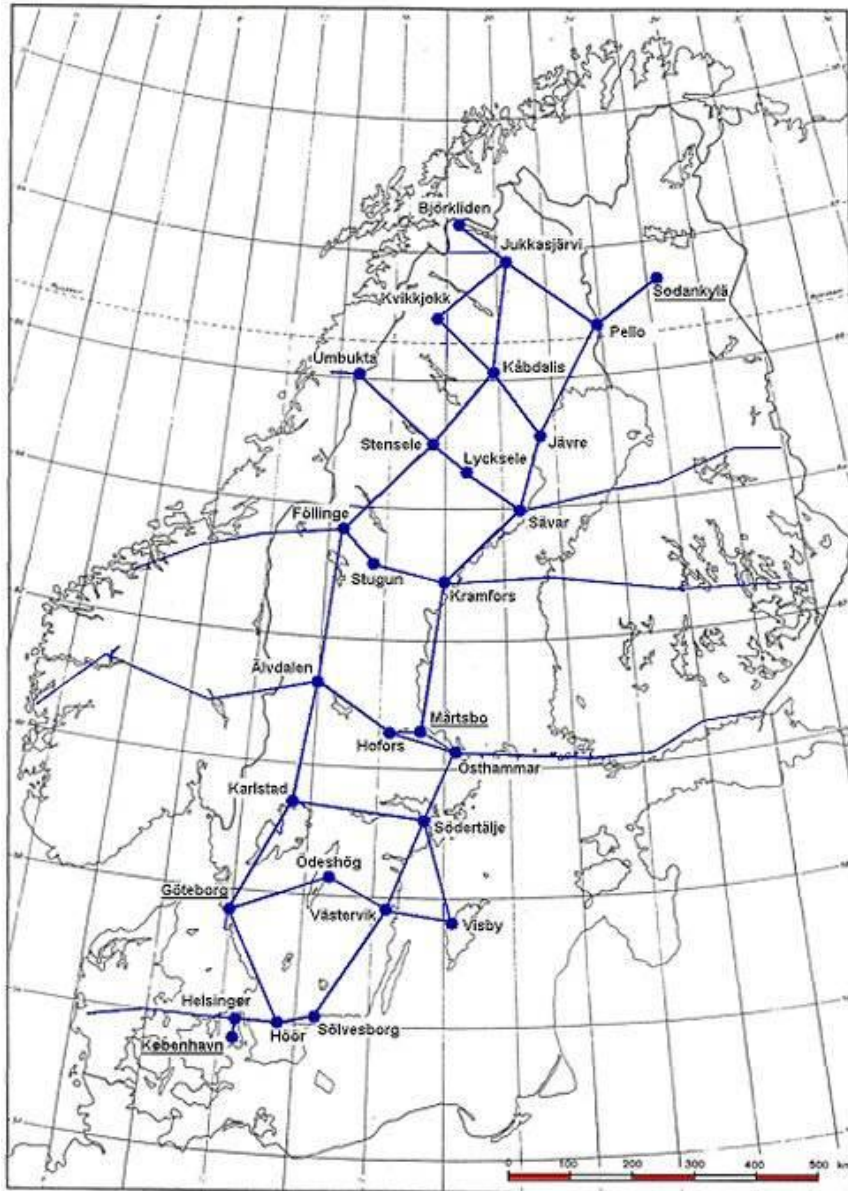 Björkliden
Jukkasjärvi
Kvikkjokk
Sodankylä
Pello
Umbukta
Kåbdalis
Stensele
Jävre
Lycksele
Föllinge
Sävar
Stugun
Kramfors
Älvdalen
Mårtsbo
Hofors
Östhammar
Karlstad
Södertälje
Ödeshög
Göteborg
Västervik
Visby
Helsingør
Höör
Sölvesborg
København
0 100 200 300 400 500 km